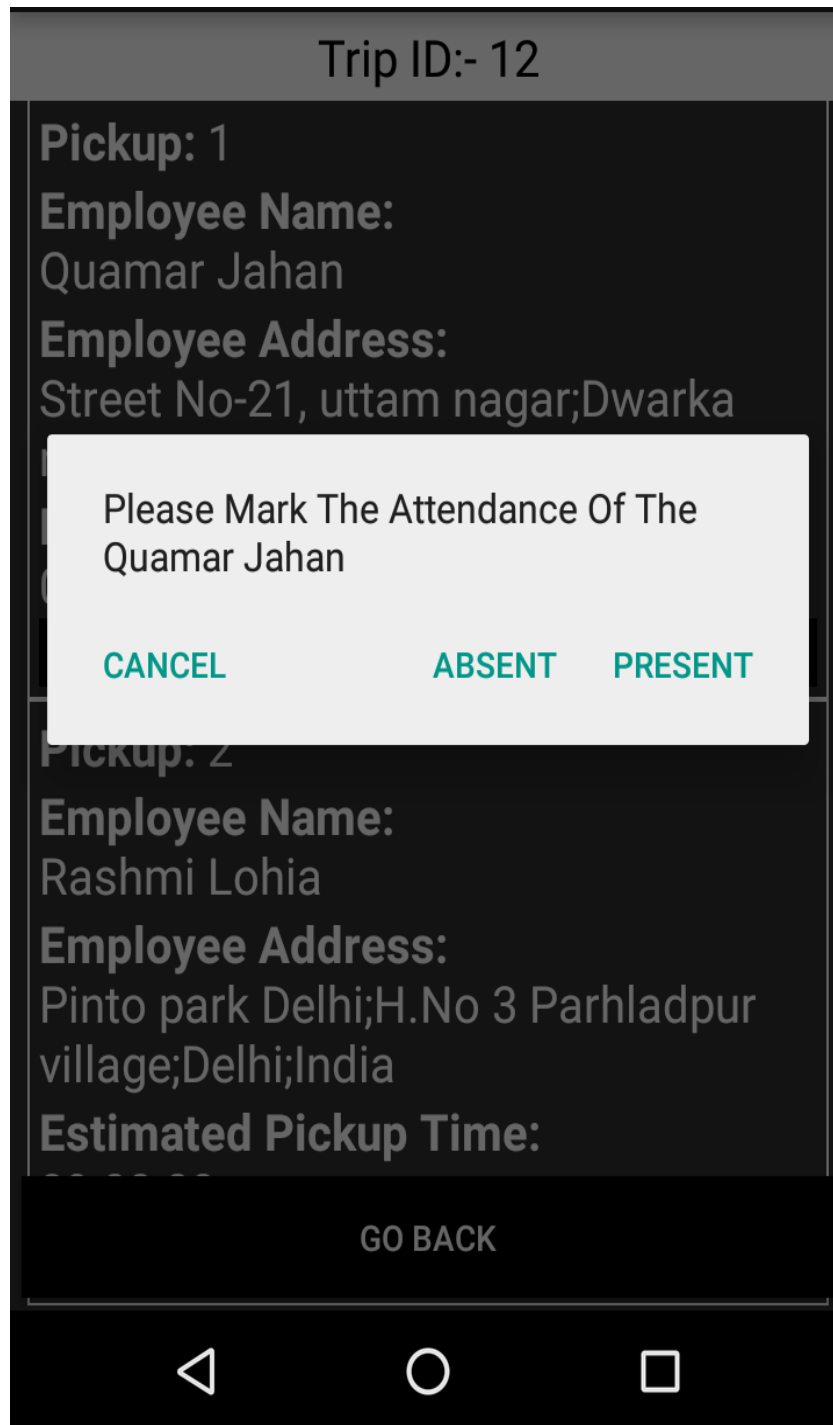 Trip ID:- 12
Pickup: 1
Employee Name:
Quamar Jahan
Employee Address:
Street No-21, uttam nagar;Dwarka
Please Mark The Attendance Of The
Quamar Jahan
CANCEL ABSENT PRESENT
Pickup: 2
Employee Name:
Rashmi Lohia
Employee Address:
Pinto park Delhi;H.No 3 Parhladpur
village;Delhi;India
Estimated Pickup Time:
GO BACK